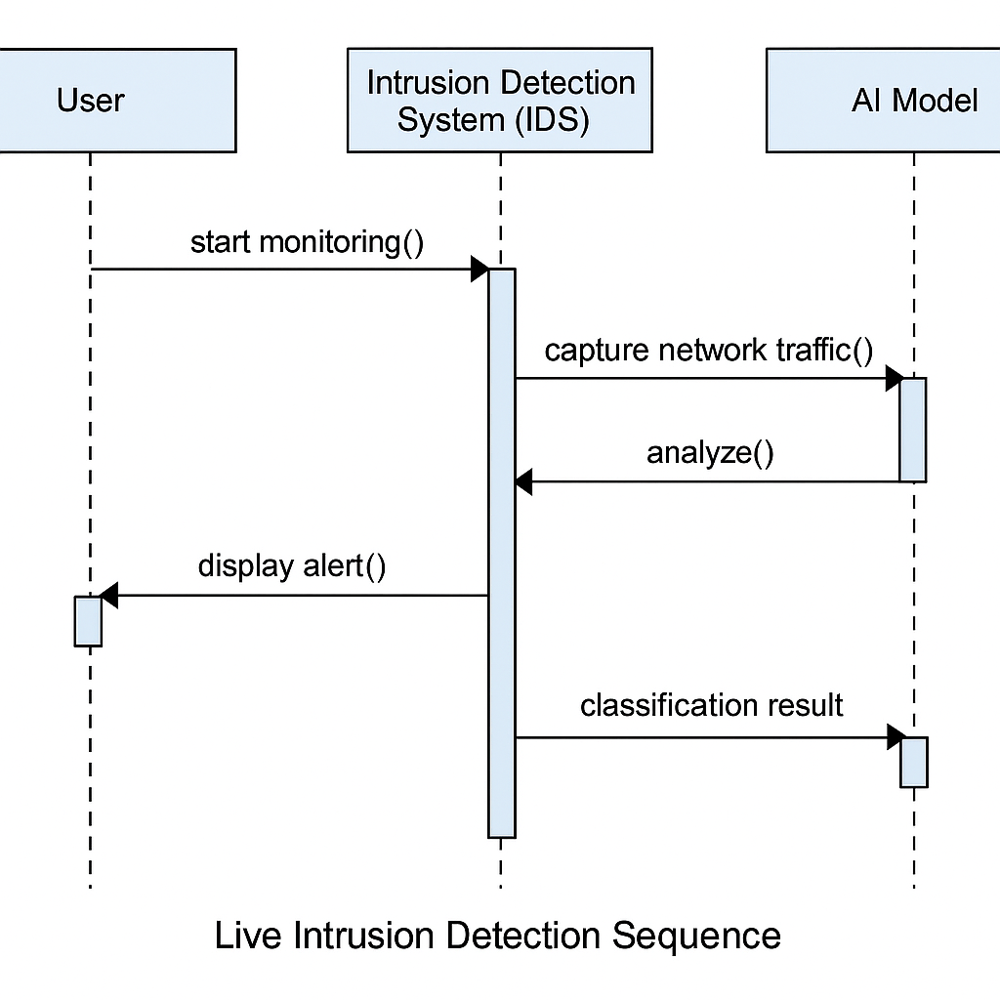 User
Intrusion Detection
System (IDS)
AI Model
start monitoring()
capture network traffic()
analyze()
display alert()
classification result
Live Intrusion Detection Sequence